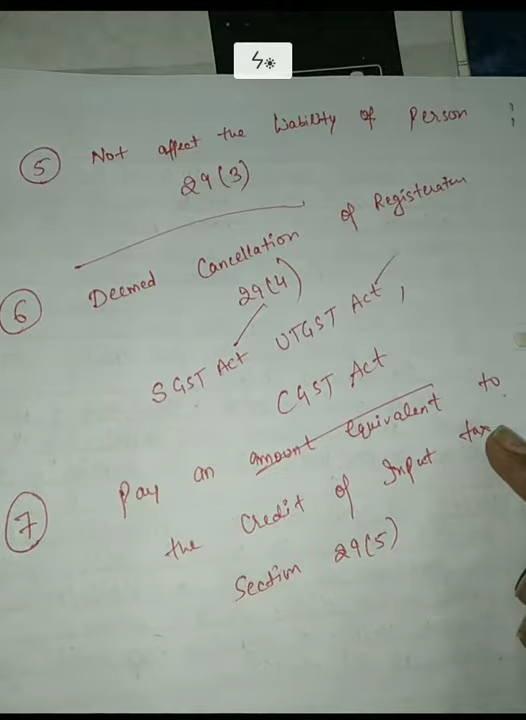 ⑤ Not affect the Liability of Person :
29(3)
⑥ Deemed Cancellation of Registeration
29(4)
SGST Act UTGST Act,
CGST Act
⑦ Pay an amount equivalent to
the credit of Input tax
Section 29(5)